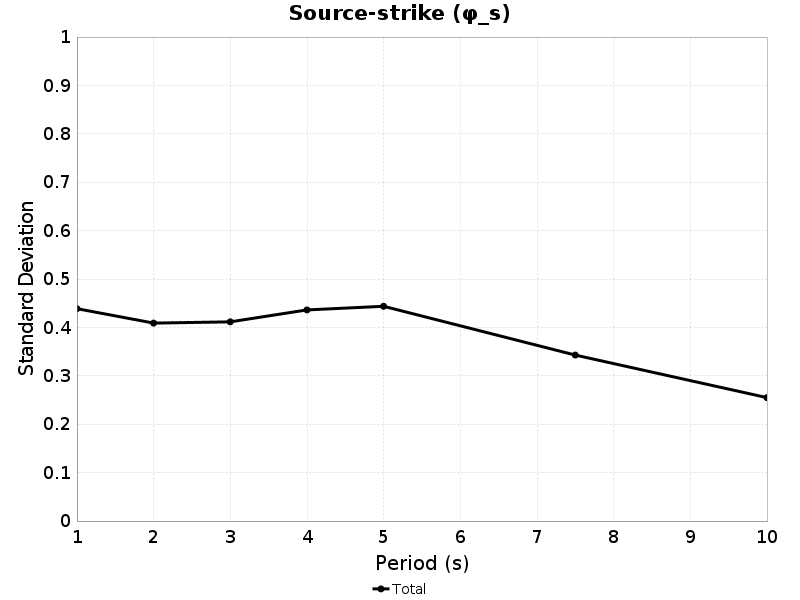 Source-strike (φ_s)
1
0.9
0.8
0.7
0.6
0.5
0.4
0.3
0.2
0.1
0
Standard Deviation
1 2 3 4 5 6 7 8 9 10
Period (s)
Total